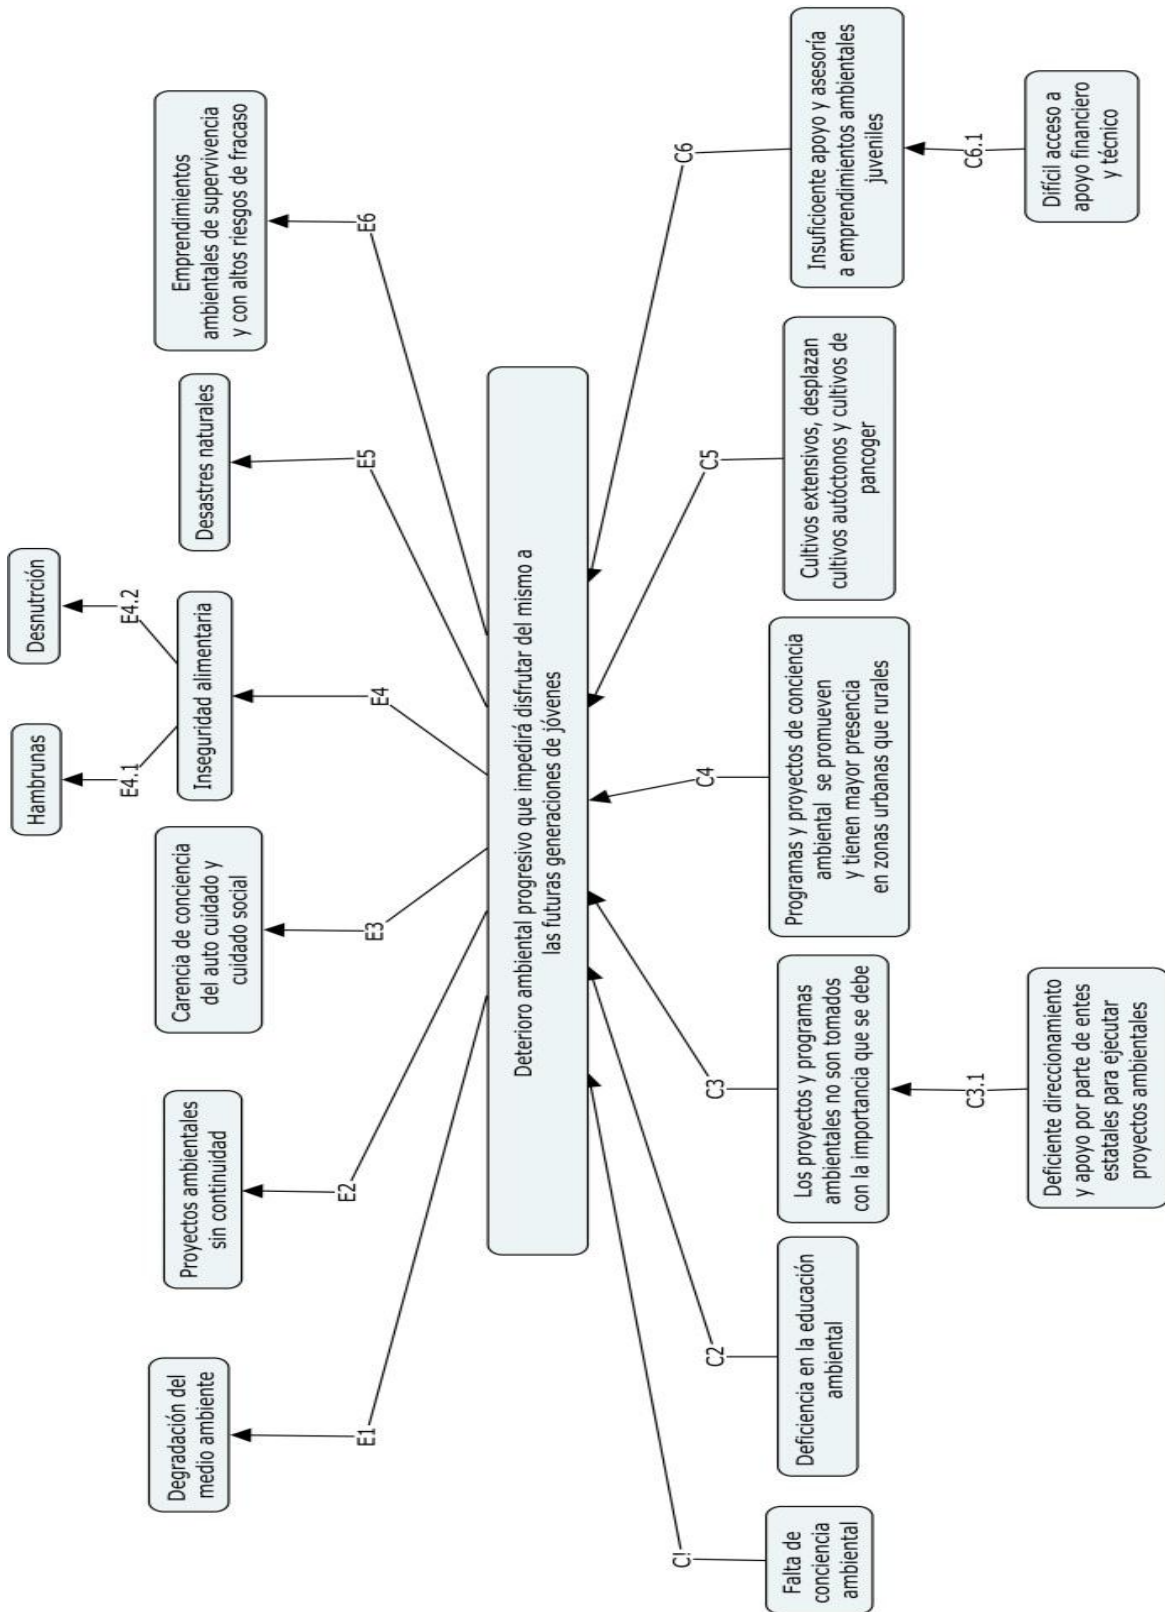 Hambrunas
Desnutrción
E4.1
E4.2
Degradación del
medio ambiente
Proyectos ambientales
sin continuidad
Carencia de conciencia
del auto cuidado y
cuidado social
Inseguridad alimentaria
Desastres naturales
Emprendimientos
ambientales de supervivencia
y con altos riesgos de fracaso
E1
E2
E3
E4
E5
E6
Deterioro ambiental progresivo que impedirá disfrutar del mismo a
las futuras generaciones de jóvenes
C!
C2
C3
C4
C5
C6
Falta de
conciencia
ambiental
Deficiencia en la educación
ambiental
Los proyectos y programas
ambientales no son tomados
con la importancia que se debe
Programas y proyectos de conciencia
ambiental se promueven
y tienen mayor presencia
en zonas urbanas que rurales
Cultivos extensivos, desplazan
cultivos autóctonos y cultivos de
pancoger
Insuficioente apoyo y asesoría
a emprendimientos ambientales
juveniles
C3.1
C6.1
Deficiente direccionamiento
y apoyo por parte de entes
estatales para ejecutar
proyectos ambientales
Difícil acceso a
apoyo financiero
y técnico